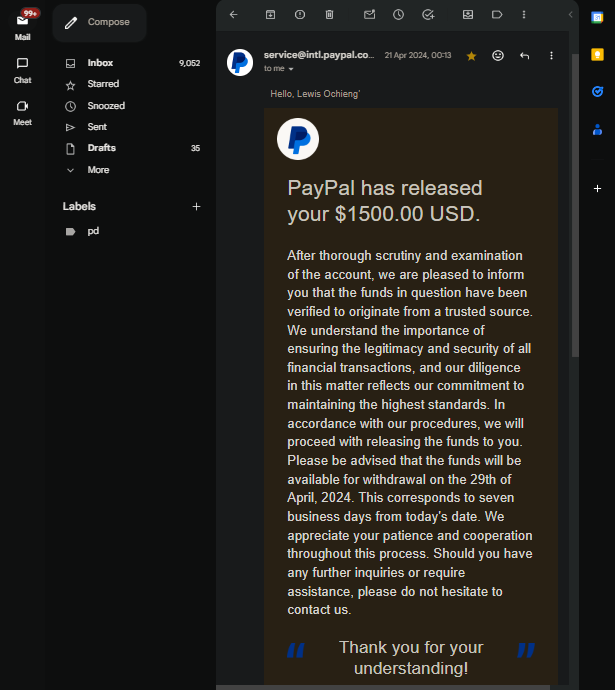 99+
Mail
Chat
Meet
Compose
Inbox 9,052
Starred
Snoozed
Sent
Drafts 35
More
Labels
pd
service@intl.paypal.co... 21 Apr 2024, 00:13
to me
Hello, Lewis Ochieng'
PayPal has released
your $1500.00 USD.
After thorough scrutiny and examination
of the account, we are pleased to inform
you that the funds in question have been
verified to originate from a trusted source.
We understand the importance of
ensuring the legitimacy and security of all
financial transactions, and our diligence
in this matter reflects our commitment to
maintaining the highest standards. In
accordance with our procedures, we will
proceed with releasing the funds to you.
Please be advised that the funds will be
available for withdrawal on the 29th of
April, 2024. This corresponds to seven
business days from today's date. We
appreciate your patience and cooperation
throughout this process. Should you have
any further inquiries or require
assistance, please do not hesitate to
contact us.
“ Thank you for your ”
understanding!